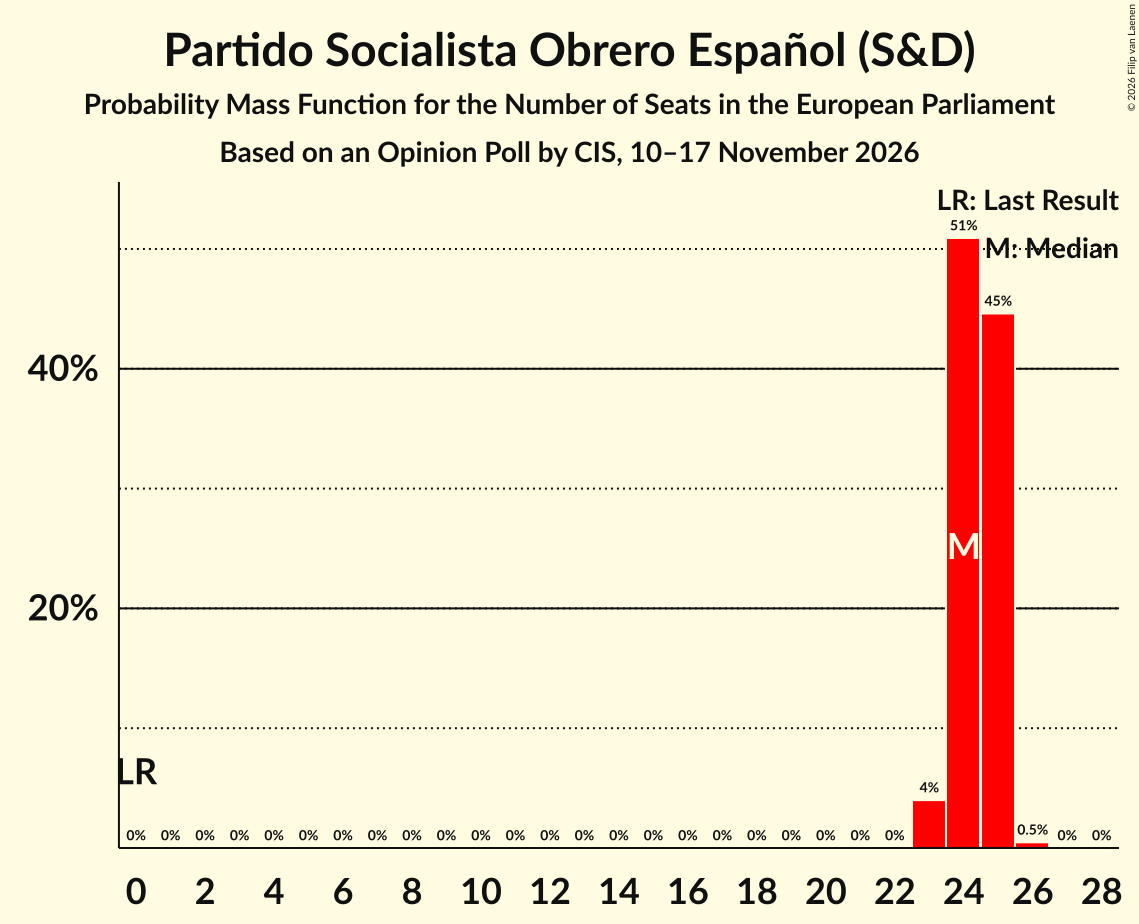 Partido Socialista Obrero Español (S&D)
Probability Mass Function for the Number of Seats in the European Parliament
Based on an Opinion Poll by CIS, 10–17 November 2026
© 2026 Filip van Laenen
LR: Last Result
M: Median
51%
45%
40%
M
20%
LR
4%
0% 0% 0% 0% 0% 0% 0% 0% 0% 0% 0% 0% 0% 0% 0% 0% 0% 0% 0% 0% 0% 0% 0% 0.5% 0% 0%
0 2 4 6 8 10 12 14 16 18 20 22 24 26 28